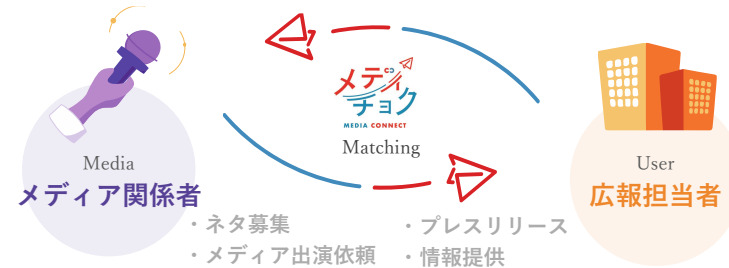 メディ
チョク
MEDIA CONNECT
Matching
Media
メディア関係者
User
広報担当者
・ネタ募集
・メディア出演依頼
・プレスリリース
・情報提供